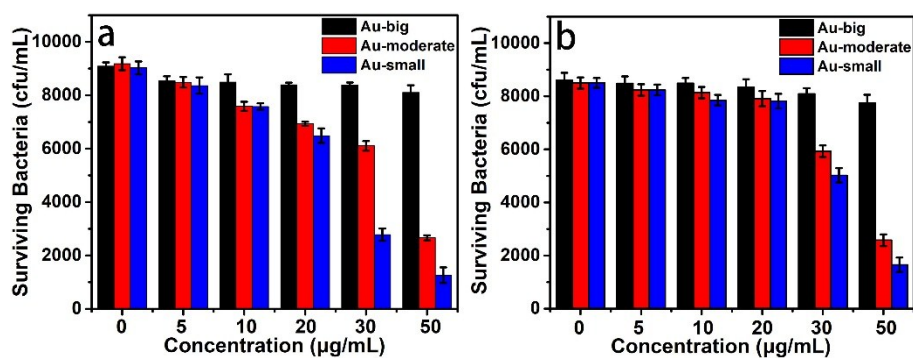 a
Au-big
Au-moderate
Au-small
10000
8000
6000
4000
2000
0
Surviving Bacteria (cfu/mL)
0 5 10 20 30 50
Concentration (µg/mL)
b
Au-big
Au-moderate
Au-small
10000
8000
6000
4000
2000
0
Surviving Bacteria (cfu/mL)
0 5 10 20 30 50
Concentration (µg/mL)